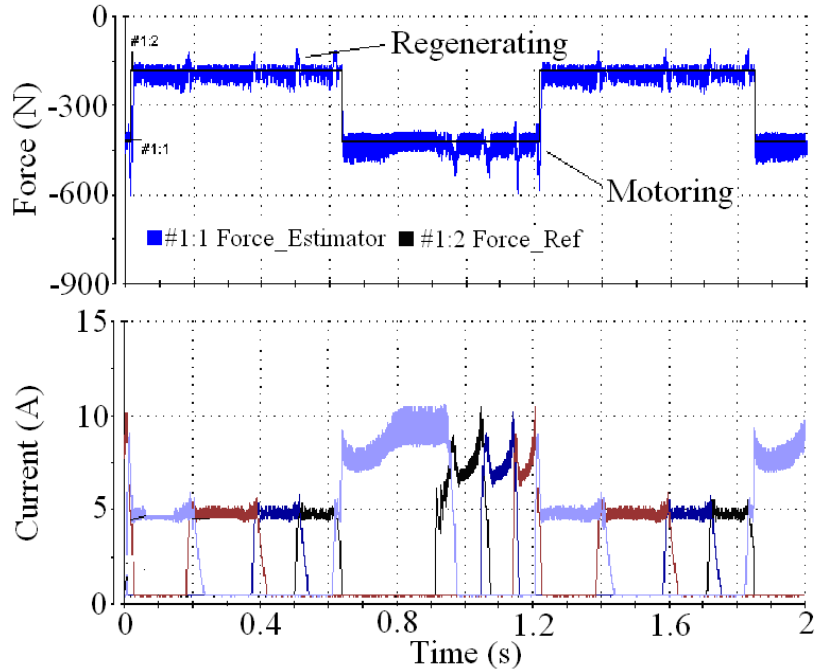 0
#1:2
Regenerating
-300
#1:1
-600
Motoring
#1:1 Force_Estimator #1:2 Force_Ref
-900
Force (N)
15
10
5
0
Current (A)
0 0.4 0.8 1.2 1.6 2
Time (s)